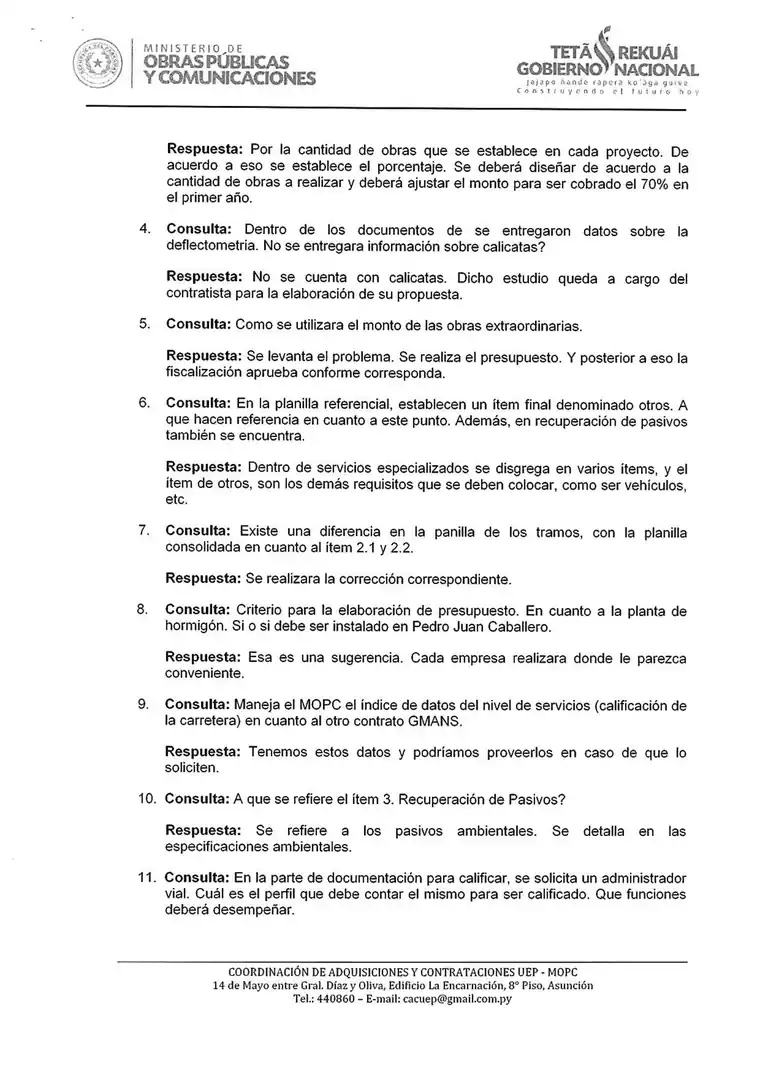 MINISTERIO DE
OBRAS PÚBLICAS
Y COMUNICACIONES
TETÃ REKUÁI
GOBIERNO NACIONAL
Jajapo ñande rapera ko'ãga guive
Construyendo el futuro hoy
Respuesta: Por la cantidad de obras que se establece en cada proyecto. De
acuerdo a eso se establece el porcentaje. Se deberá diseñar de acuerdo a la
cantidad de obras a realizar y deberá ajustar el monto para ser cobrado el 70% en
el primer año.
4. Consulta: Dentro de los documentos de se entregaron datos sobre la
deflectometria. No se entregara información sobre calicatas?
Respuesta: No se cuenta con calicatas. Dicho estudio queda a cargo del
contratista para la elaboración de su propuesta.
5. Consulta: Como se utilizara el monto de las obras extraordinarias.
Respuesta: Se levanta el problema. Se realiza el presupuesto. Y posterior a eso la
fiscalización aprueba conforme corresponda.
6. Consulta: En la planilla referencial, establecen un ítem final denominado otros. A
que hacen referencia en cuanto a este punto. Además, en recuperación de pasivos
también se encuentra.
Respuesta: Dentro de servicios especializados se disgrega en varios ítems, y el
ítem de otros, son los demás requisitos que se deben colocar, como ser vehículos,
etc.
7. Consulta: Existe una diferencia en la panilla de los tramos, con la planilla
consolidada en cuanto al ítem 2.1 y 2.2.
Respuesta: Se realizara la corrección correspondiente.
8. Consulta: Criterio para la elaboración de presupuesto. En cuanto a la planta de
hormigón. Si o si debe ser instalado en Pedro Juan Caballero.
Respuesta: Esa es una sugerencia. Cada empresa realizara donde le parezca
conveniente.
9. Consulta: Maneja el MOPC el índice de datos del nivel de servicios (calificación de
la carretera) en cuanto al otro contrato GMANS.
Respuesta: Tenemos estos datos y podríamos proveerlos en caso de que lo
soliciten.
10. Consulta: A que se refiere el ítem 3. Recuperación de Pasivos?
Respuesta: Se refiere a los pasivos ambientales. Se detalla en las
especificaciones ambientales.
11. Consulta: En la parte de documentación para calificar, se solicita un administrador
vial. Cuál es el perfil que debe contar el mismo para ser calificado. Que funciones
deberá desempeñar.
COORDINACIÓN DE ADQUISICIONES Y CONTRATACIONES UEP - MOPC
14 de Mayo entre Gral. Díaz y Oliva, Edificio La Encarnación, 8° Piso, Asunción
Tel.: 440860 – E-mail: cacuep@gmail.com.py